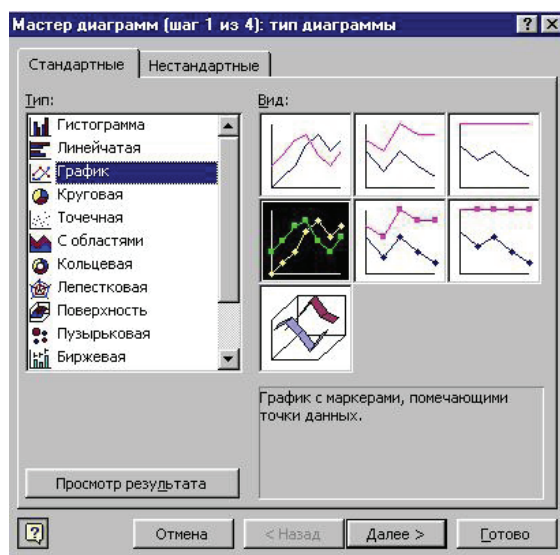 Мастер диаграмм (шаг 1 из 4): тип диаграммы
Стандартные Нестандартные
Тип:
Гистограмма
Линейчатая
График
Круговая
Точечная
С областями
Кольцевая
Лепестковая
Поверхность
Пузырьковая
Биржевая
Вид:
График с маркерами, помечающими
точки данных.
Просмотр результата
Отмена < Назад Далее > Готово